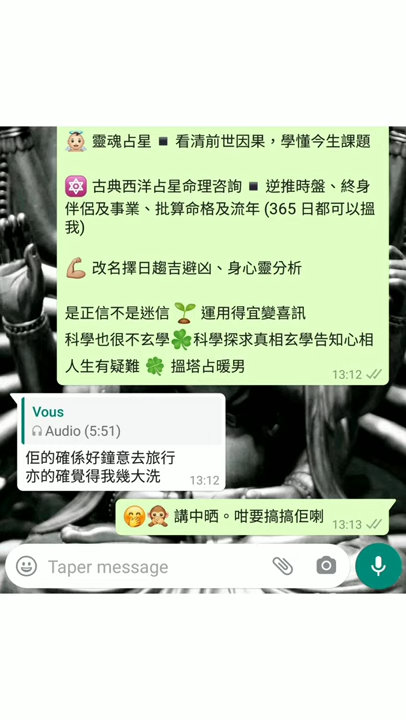 👼🏼 靈魂占星 ◾ 看清前世因果，學懂今生課題
🔯 古典西洋占星命理咨詢 ◾ 逆推時盤、終身
伴侶及事業、批算命格及流年 (365 日都可以搵
我)
💪🏼 改名擇日趨吉避凶、身心靈分析
是正信不是迷信 🌱 運用得宜變喜訊
科學也很不玄學🍀科學探求真相玄學告知心相
人生有疑難 🍀 搵塔占暖男
13:12
Vous
Audio (5:51)
佢的確係好鐘意去旅行
亦的確覺得我幾大洗
13:12
🤭🙊 講中晒。咁要搞搞佢喇
13:13
Taper message